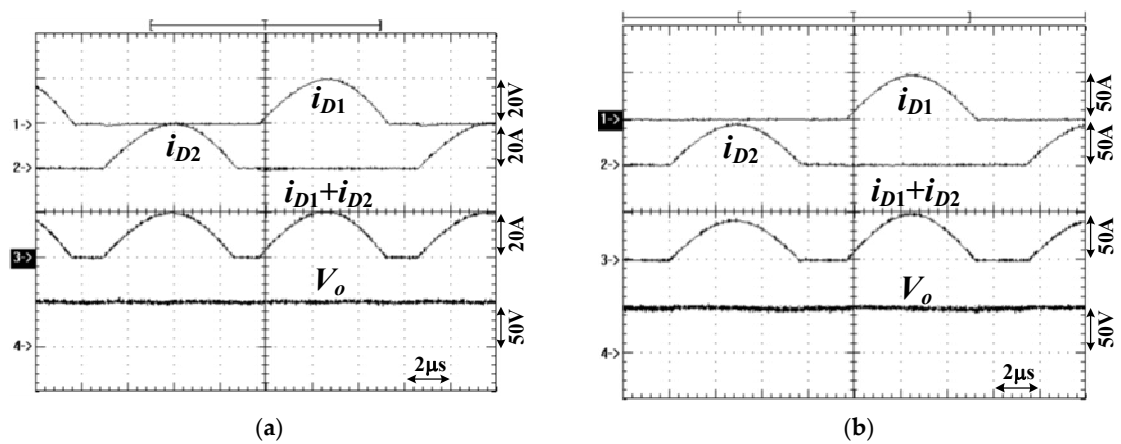 1->
2->
3->
4->
i_D1
i_D2
i_D1+i_D2
V_o
20V
20A
20A
50V
2μs
(a)
1->
2->
3->
4->
i_D1
i_D2
i_D1+i_D2
V_o
50A
50A
50A
50V
2μs
(b)